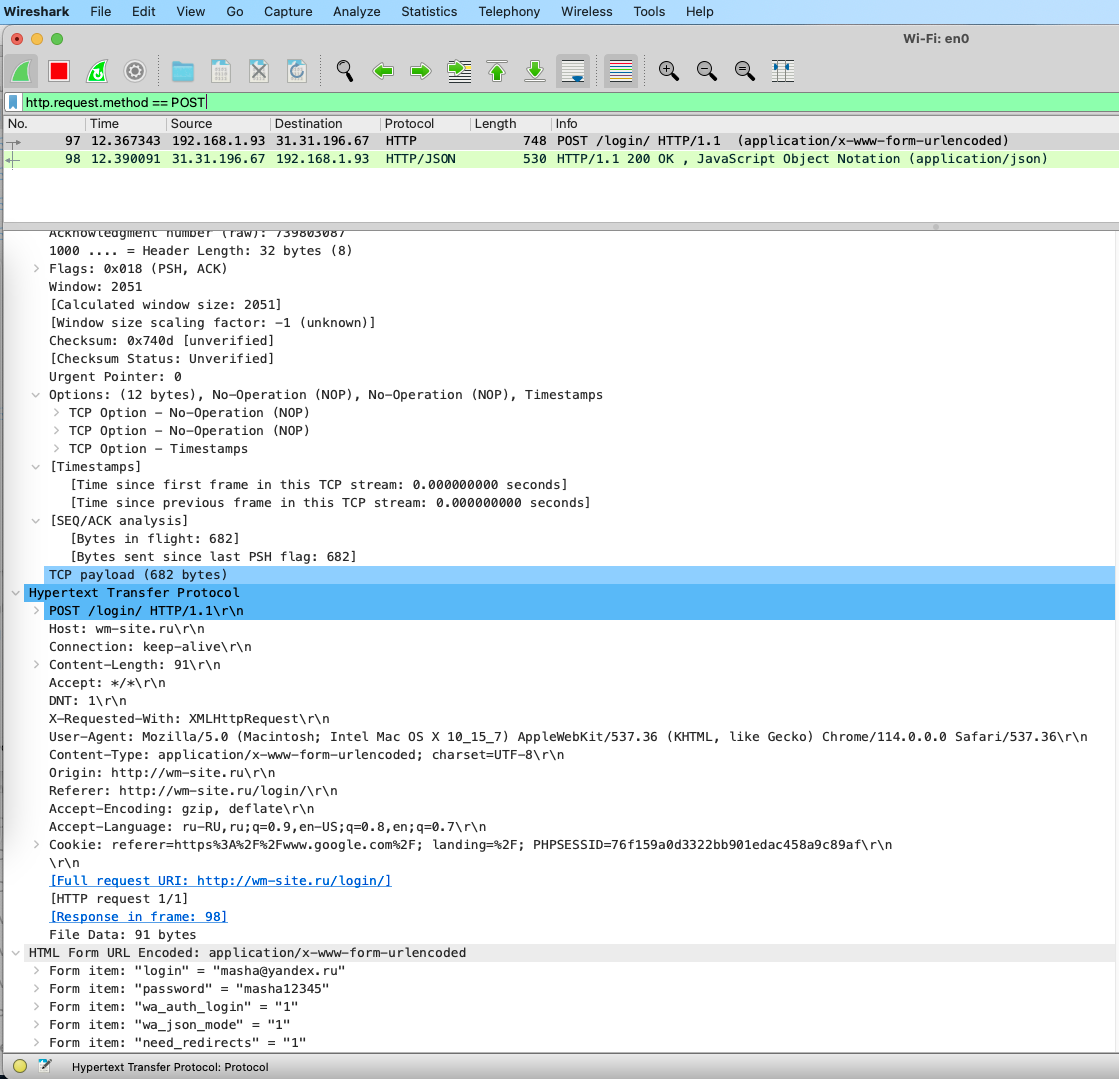 Wireshark File Edit View Go Capture Analyze Statistics Telephony Wireless Tools Help
Wi-Fi: en0
http.request.method == POST
No. Time Source Destination Protocol Length Info
97 12.367343 192.168.1.93 31.31.196.67 HTTP 748 POST /login/ HTTP/1.1 (application/x-www-form-urlencoded)
98 12.390091 31.31.196.67 192.168.1.93 HTTP/JSON 530 HTTP/1.1 200 OK , JavaScript Object Notation (application/json)
Acknowledgment number (raw): 739803087
1000 .... = Header Length: 32 bytes (8)
Flags: 0x018 (PSH, ACK)
Window: 2051
[Calculated window size: 2051]
[Window size scaling factor: -1 (unknown)]
Checksum: 0x740d [unverified]
[Checksum Status: Unverified]
Urgent Pointer: 0
Options: (12 bytes), No-Operation (NOP), No-Operation (NOP), Timestamps
TCP Option - No-Operation (NOP)
TCP Option - No-Operation (NOP)
TCP Option - Timestamps
[Timestamps]
[Time since first frame in this TCP stream: 0.000000000 seconds]
[Time since previous frame in this TCP stream: 0.000000000 seconds]
[SEQ/ACK analysis]
[Bytes in flight: 682]
[Bytes sent since last PSH flag: 682]
TCP payload (682 bytes)
Hypertext Transfer Protocol
POST /login/ HTTP/1.1\r\n
Host: wm-site.ru\r\n
Connection: keep-alive\r\n
Content-Length: 91\r\n
Accept: */*\r\n
DNT: 1\r\n
X-Requested-With: XMLHttpRequest\r\n
User-Agent: Mozilla/5.0 (Macintosh; Intel Mac OS X 10_15_7) AppleWebKit/537.36 (KHTML, like Gecko) Chrome/114.0.0.0 Safari/537.36\r\n
Content-Type: application/x-www-form-urlencoded; charset=UTF-8\r\n
Origin: http://wm-site.ru\r\n
Referer: http://wm-site.ru/login/\r\n
Accept-Encoding: gzip, deflate\r\n
Accept-Language: ru-RU,ru;q=0.9,en-US;q=0.8,en;q=0.7\r\n
Cookie: referer=https%3A%2F%2Fwww.google.com%2F; landing=%2F; PHPSESSID=76f159a0d3322bb901edac458a9c89af\r\n
\r\n
[Full request URI: http://wm-site.ru/login/]
[HTTP request 1/1]
[Response in frame: 98]
File Data: 91 bytes
HTML Form URL Encoded: application/x-www-form-urlencoded
Form item: "login" = "masha@yandex.ru"
Form item: "password" = "masha12345"
Form item: "wa_auth_login" = "1"
Form item: "wa_json_mode" = "1"
Form item: "need_redirects" = "1"
Hypertext Transfer Protocol: Protocol